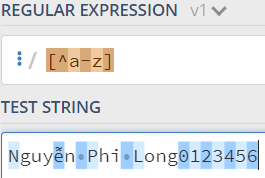 REGULAR EXPRESSION v1
/ [^a-z]
TEST STRING
Nguyễn·Phi·Long0123456